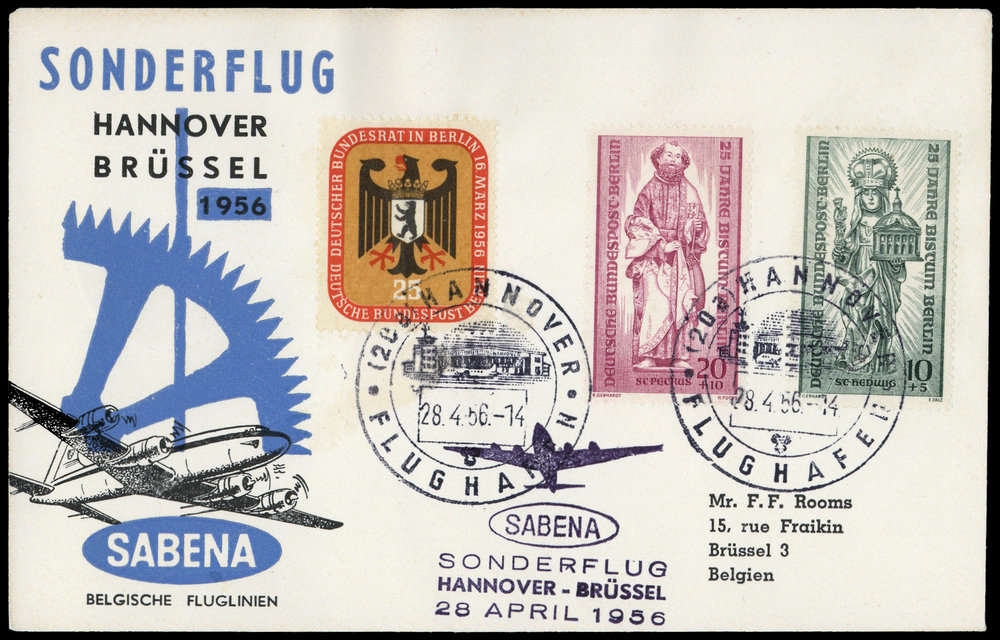 SONDERFLUG
HANNOVER
BRÜSSEL
1956
DEUTSCHER BUNDESRAT IN BERLIN 16 MÄRZ 1956
25
DEUTSCHE BUNDESPOST BERLIN
DEUTSCHE BUNDESPOST BERLIN
25 JAHRE BISTUM BERLIN
20
+10
ST. PETRUS
E. GERHARDT
DEUTSCHE BUNDESPOST BERLIN
25 JAHRE BISTUM BERLIN
10
+5
ST. HEDWIG
E. GERHARDT
(20a) HANNOVER
28.4.56.-14
FLUGHAFEN
(20a) HANNOVER
28.4.56.-14
FLUGHAFEN
SABENA
BELGISCHE FLUGLINIEN
SABENA
SONDERFLUG
HANNOVER - BRÜSSEL
28 APRIL 1956
Mr. F.F. Rooms
15, rue Fraikin
Brüssel 3
Belgien